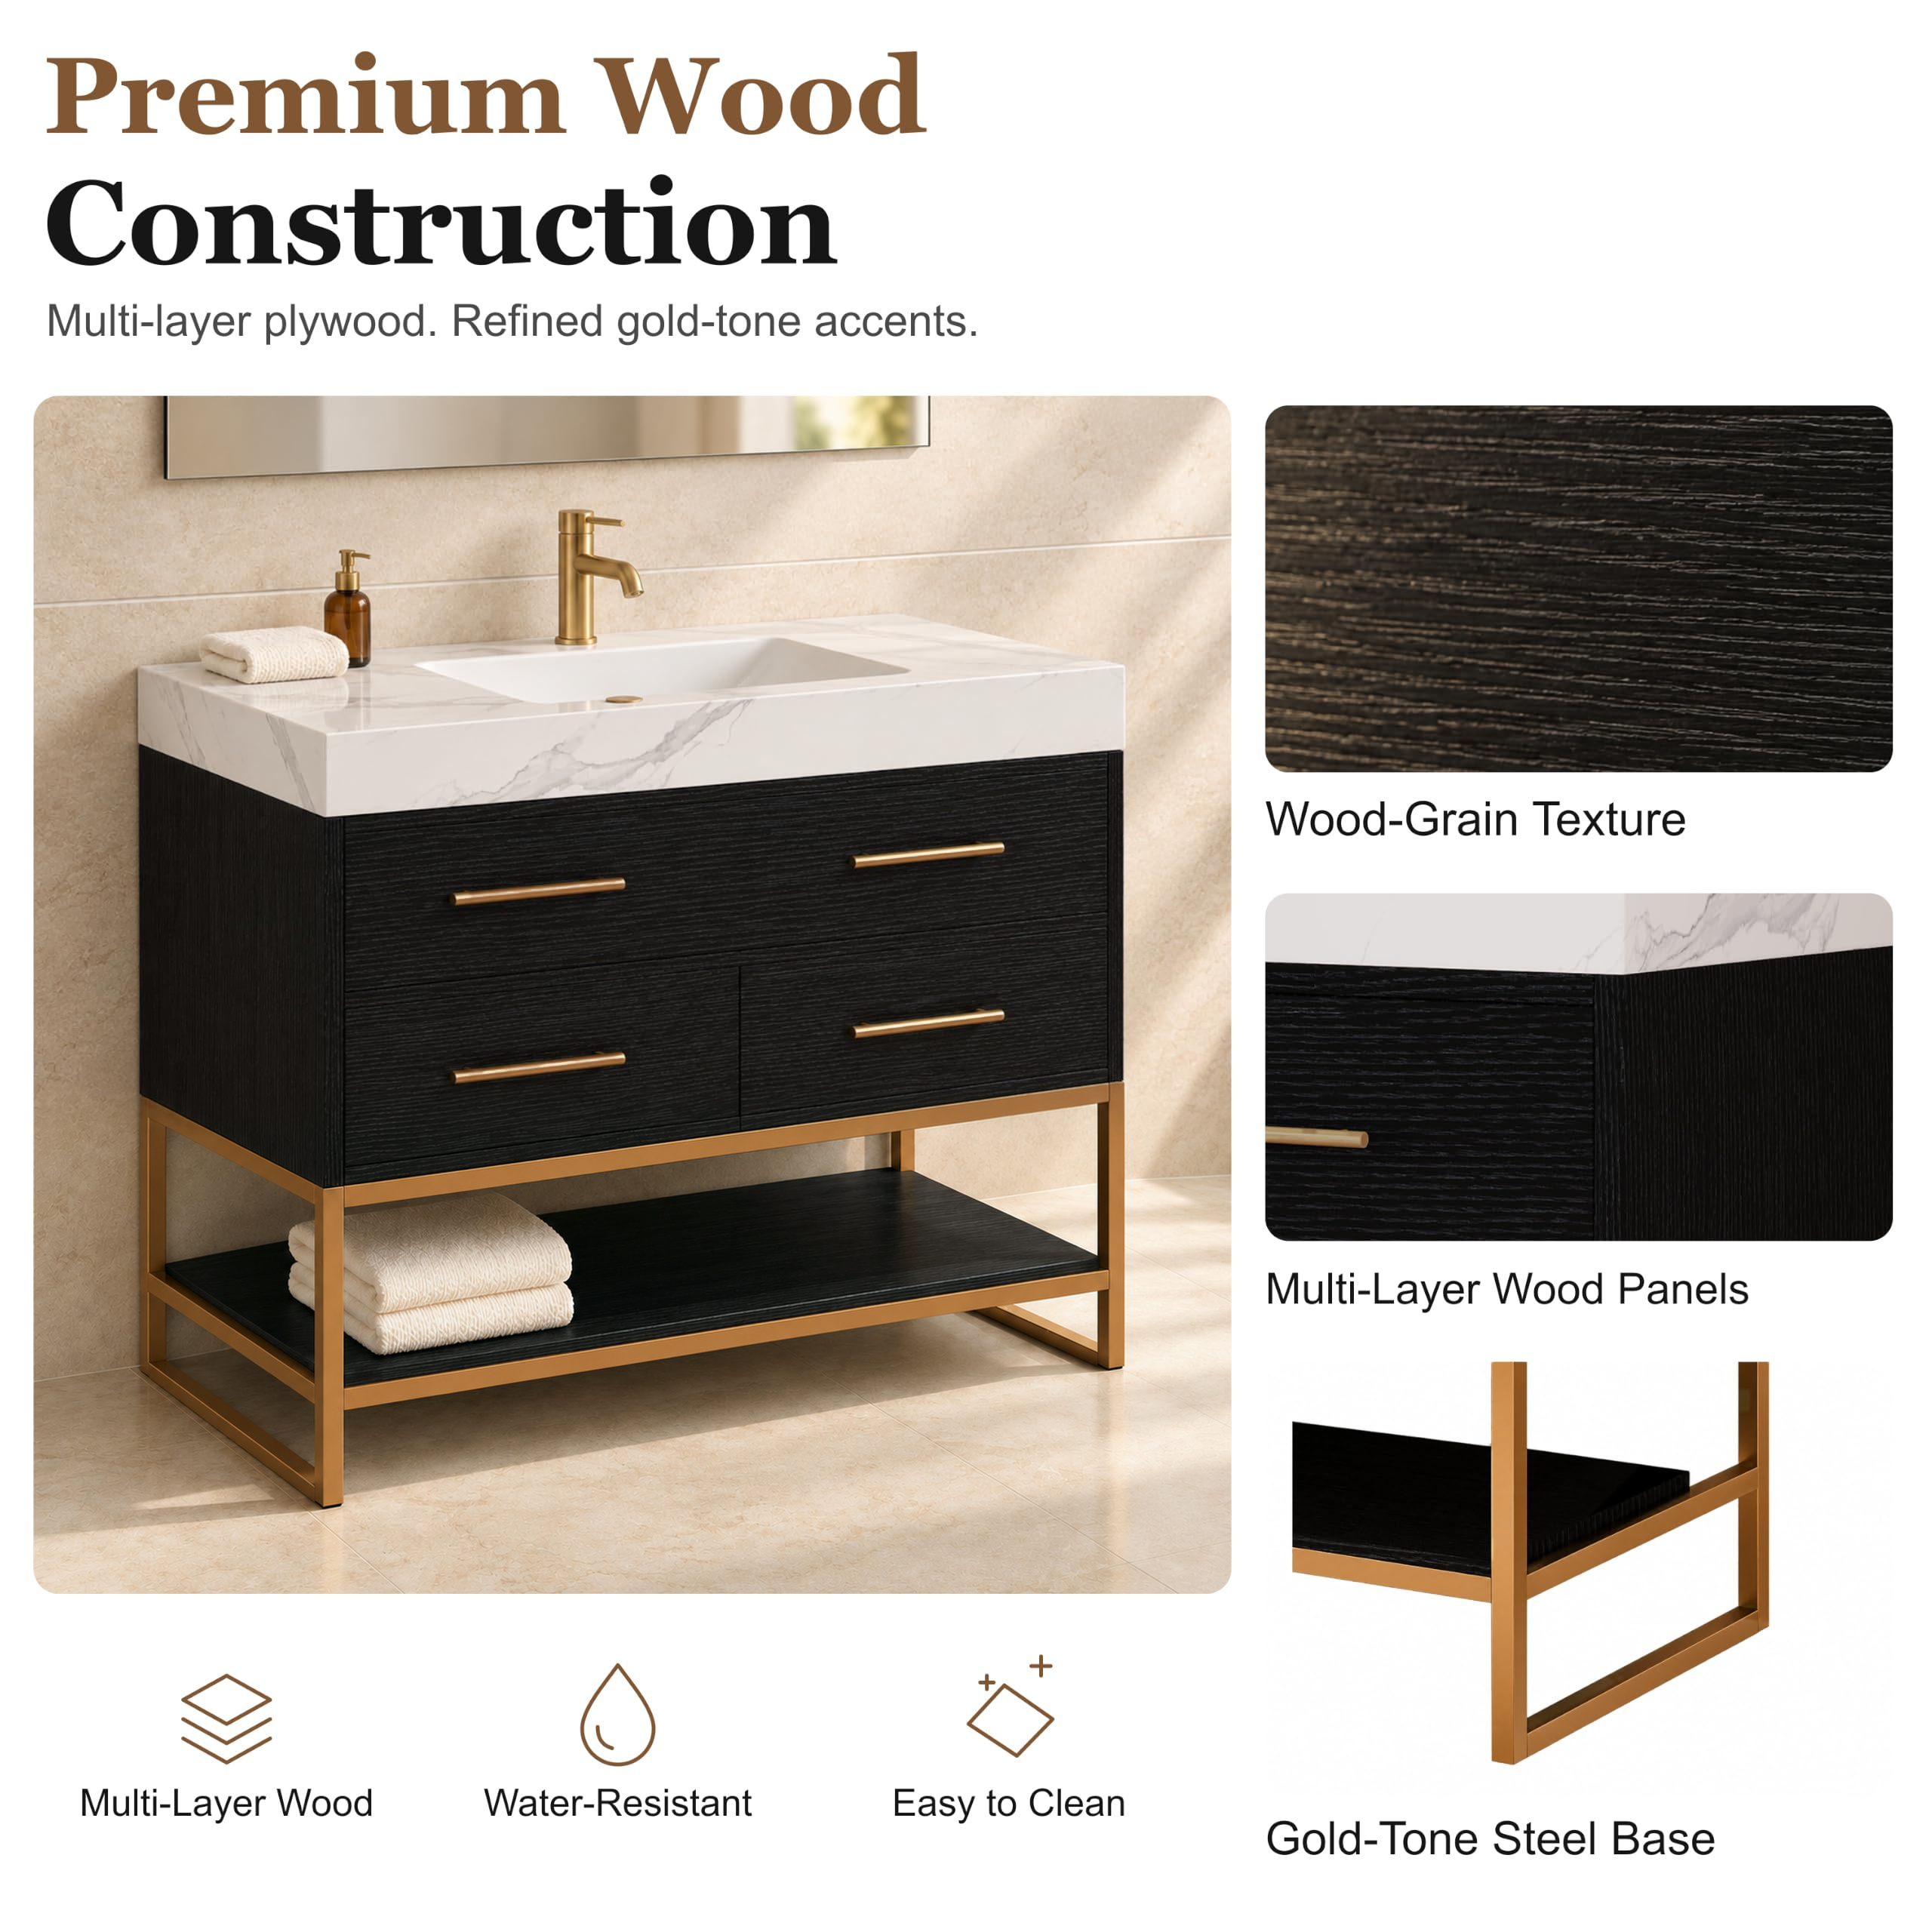 Premium Wood
Construction
Multi-layer plywood. Refined gold-tone accents.
Wood-Grain Texture
Multi-Layer Wood Panels
Gold-Tone Steel Base
Multi-Layer Wood
Water-Resistant
Easy to Clean